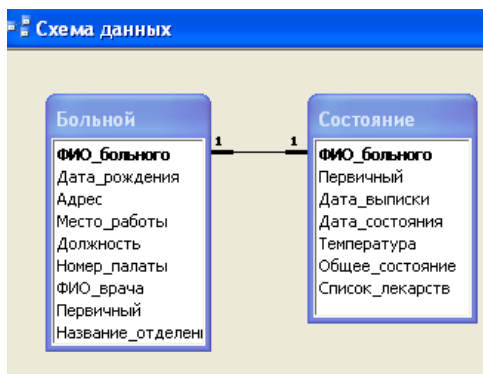 Схема данных
Больной
ФИО_больного
Дата_рождения
Адрес
Место_работы
Должность
Номер_палаты
ФИО_врача
Первичный
Название_отделени
1
1
Состояние
ФИО_больного
Первичный
Дата_выписки
Дата_состояния
Температура
Общее_состояние
Список_лекарств